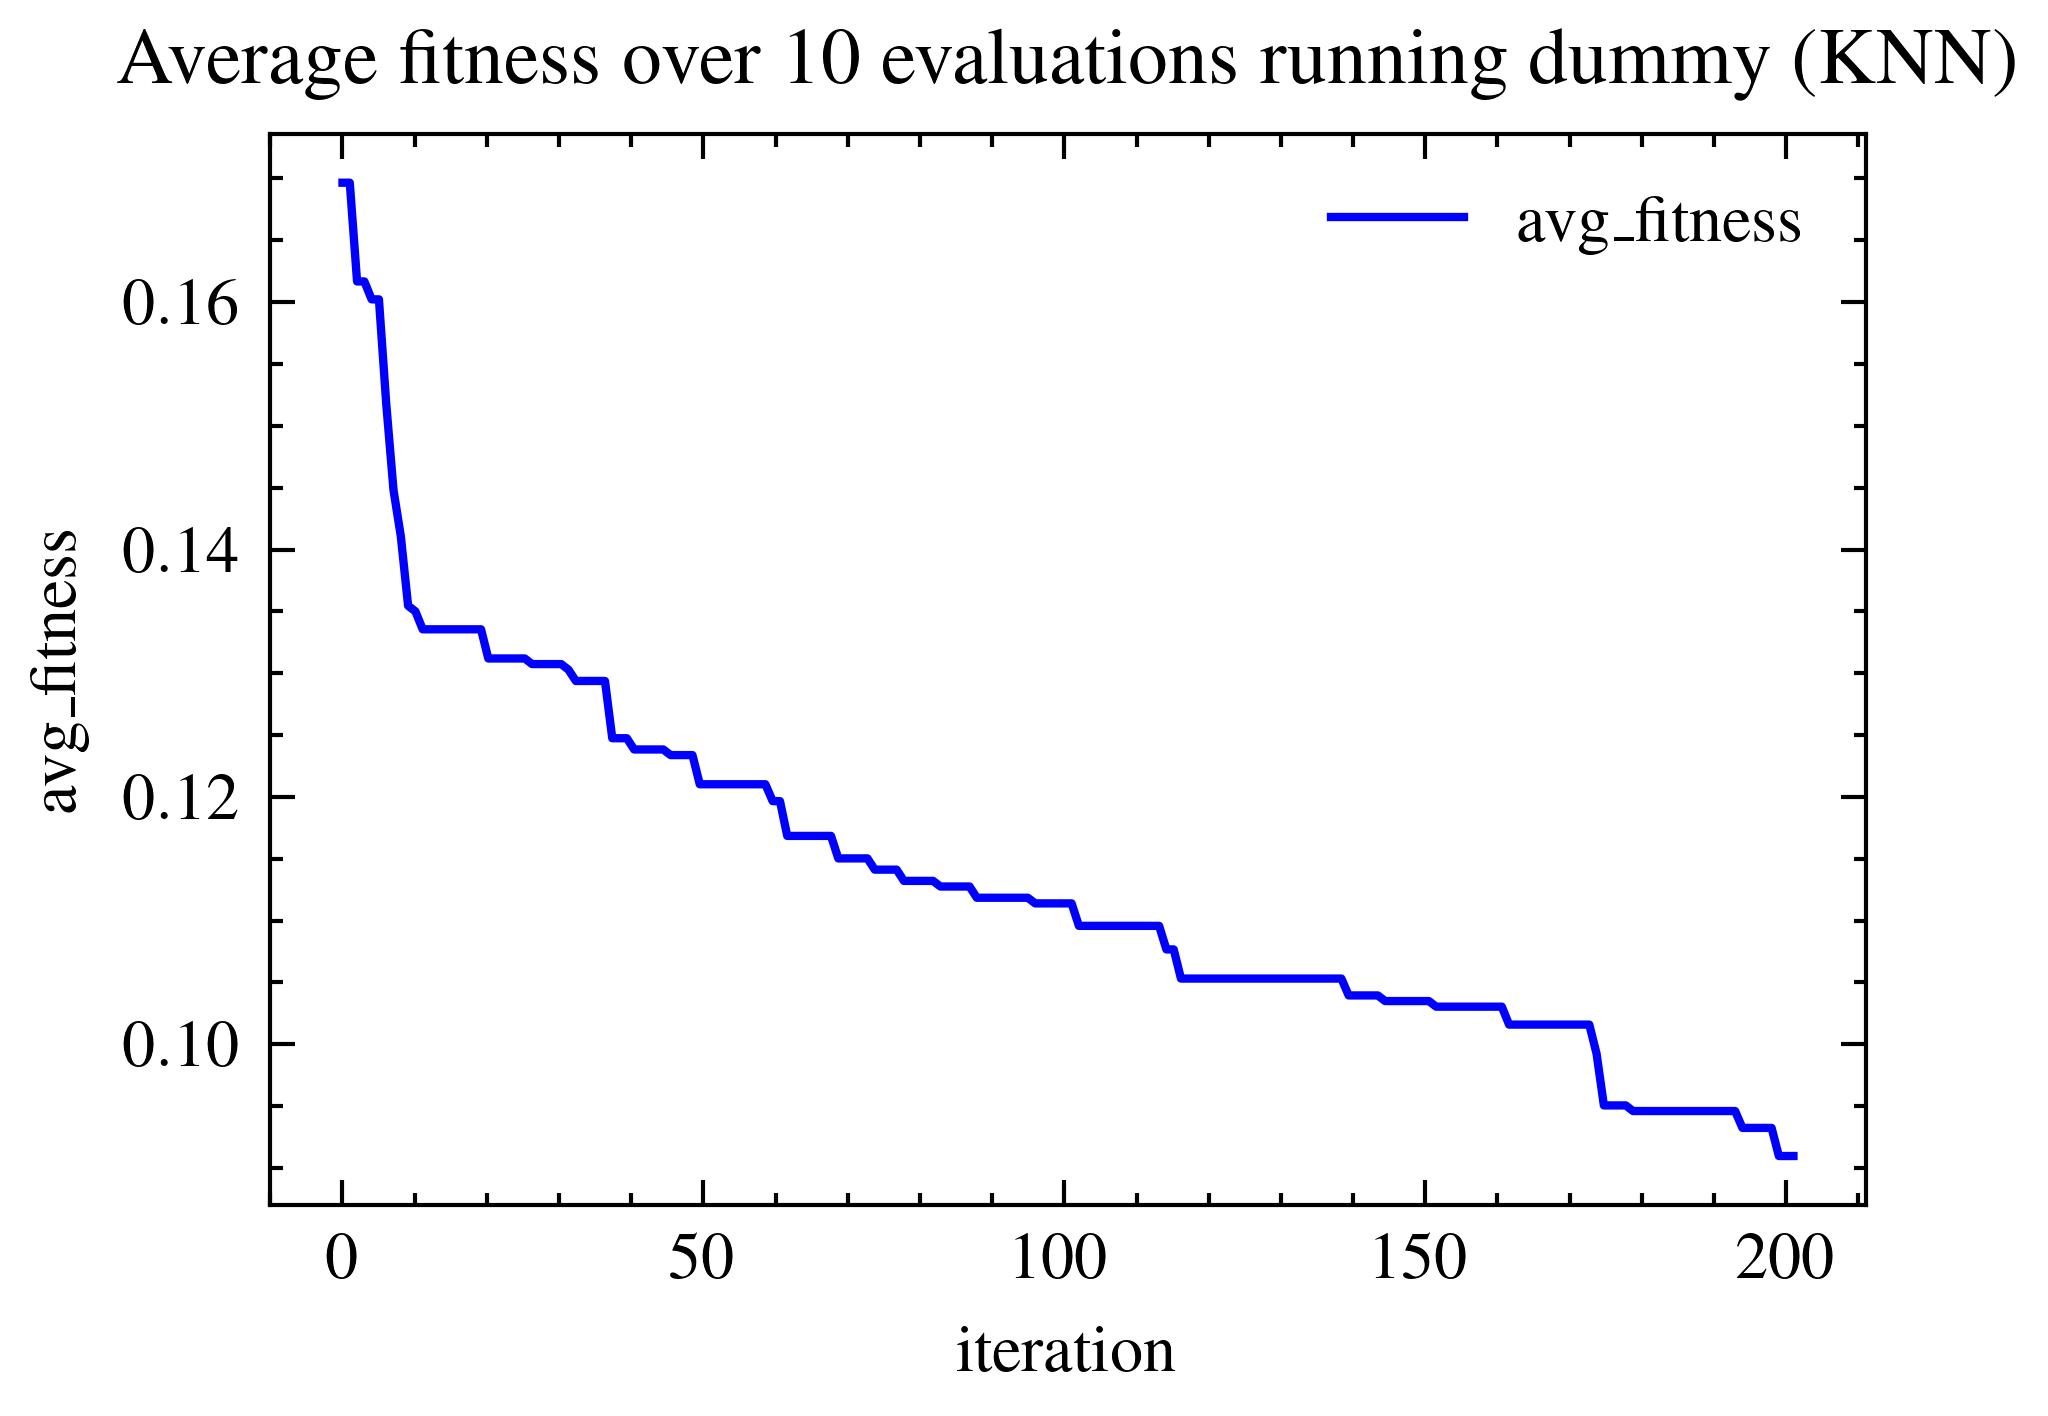 Average fitness over 10 evaluations running dummy (KNN)
avg_fitness
0.16
0.14
0.12
0.10
avg_fitness
0 50 100 150 200
iteration